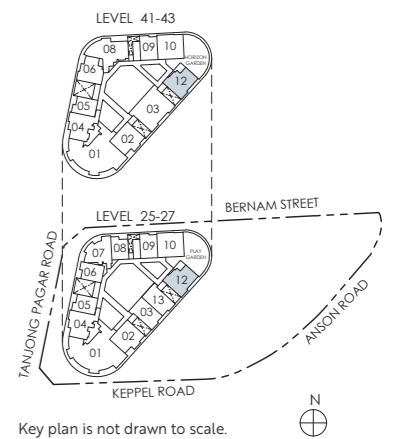 LEVEL 41-43
08 09 10
HORIZON
GARDEN
06
12
05
03
04
02
01
LEVEL 25-27
BERNAM STREET
TANJONG PAGAR ROAD
07 08 09 10
PLAY
GARDEN
06
12
05
13
03
04
02
01
ANSON ROAD
KEPPEL ROAD
N
Key plan is not drawn to scale.